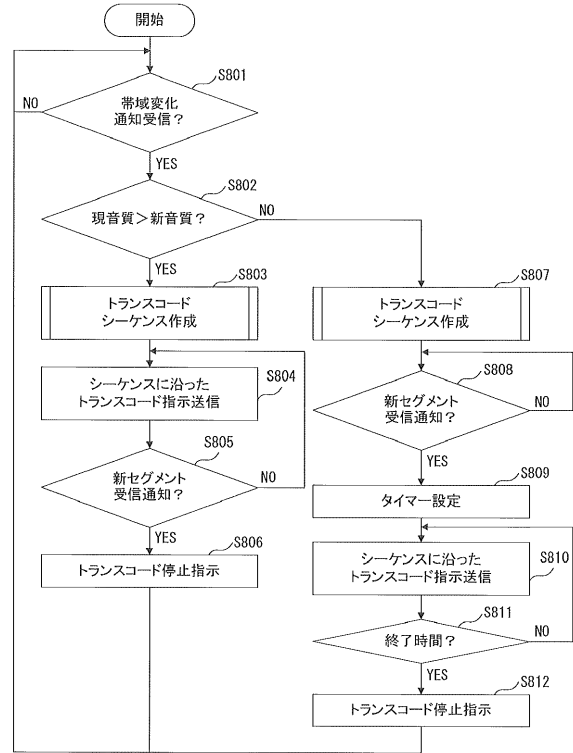 開始
S801
帯域変化
通知受信？
NO
YES
S802
現音質＞新音質？
NO
YES
S803
トランスコード
シーケンス作成
S804
シーケンスに沿った
トランスコード指示送信
S805
新セグメント
受信通知？
NO
YES
S806
トランスコード停止指示
S807
トランスコード
シーケンス作成
S808
新セグメント
受信通知？
NO
YES
S809
タイマー設定
S810
シーケンスに沿った
トランスコード指示送信
S811
終了時間？
NO
YES
S812
トランスコード停止指示